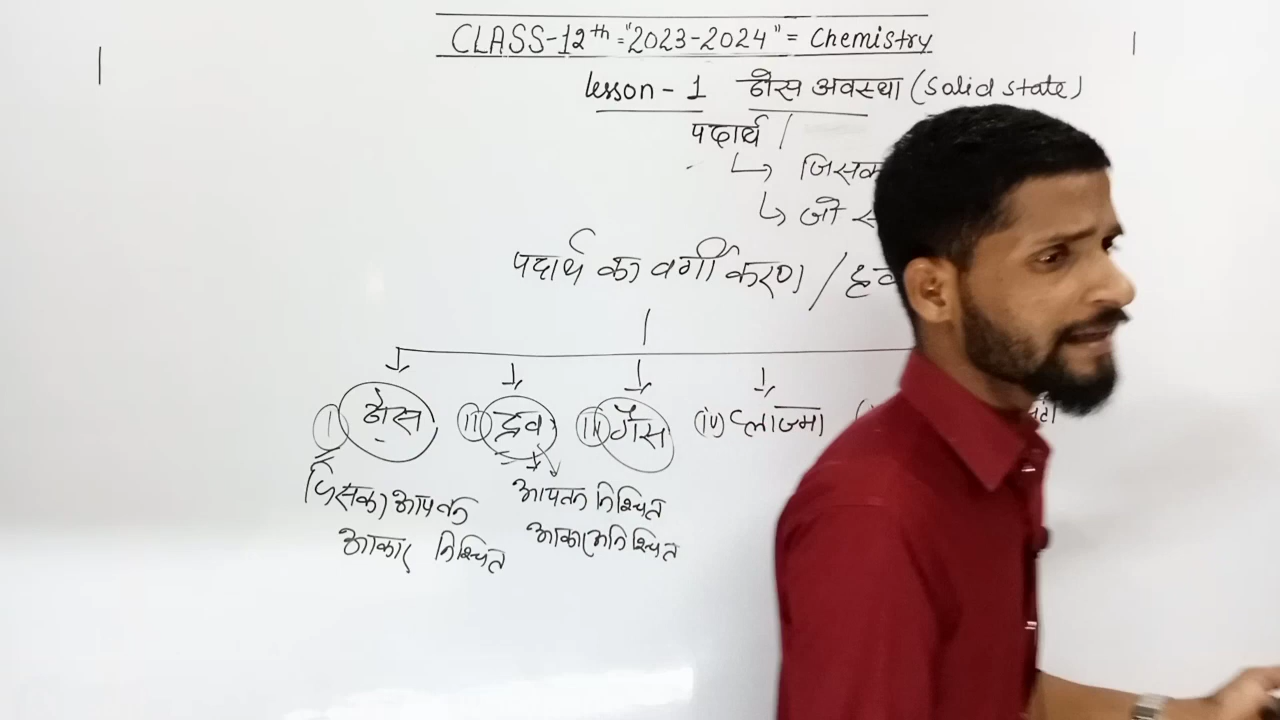 CLASS-12th = "2023-2024" = Chemistry
lesson - 1 ठोस अवस्था (Solid state)
पदार्थ /
↳ जिसका
↳ जो
पदार्थ का वर्गीकरण /
(i) ठोस (ii) द्रव (iii) गैस (iv) प्लाज्मा
जिसका आयतन आयतन निश्चित
आकार निश्चित आकार अनिश्चित